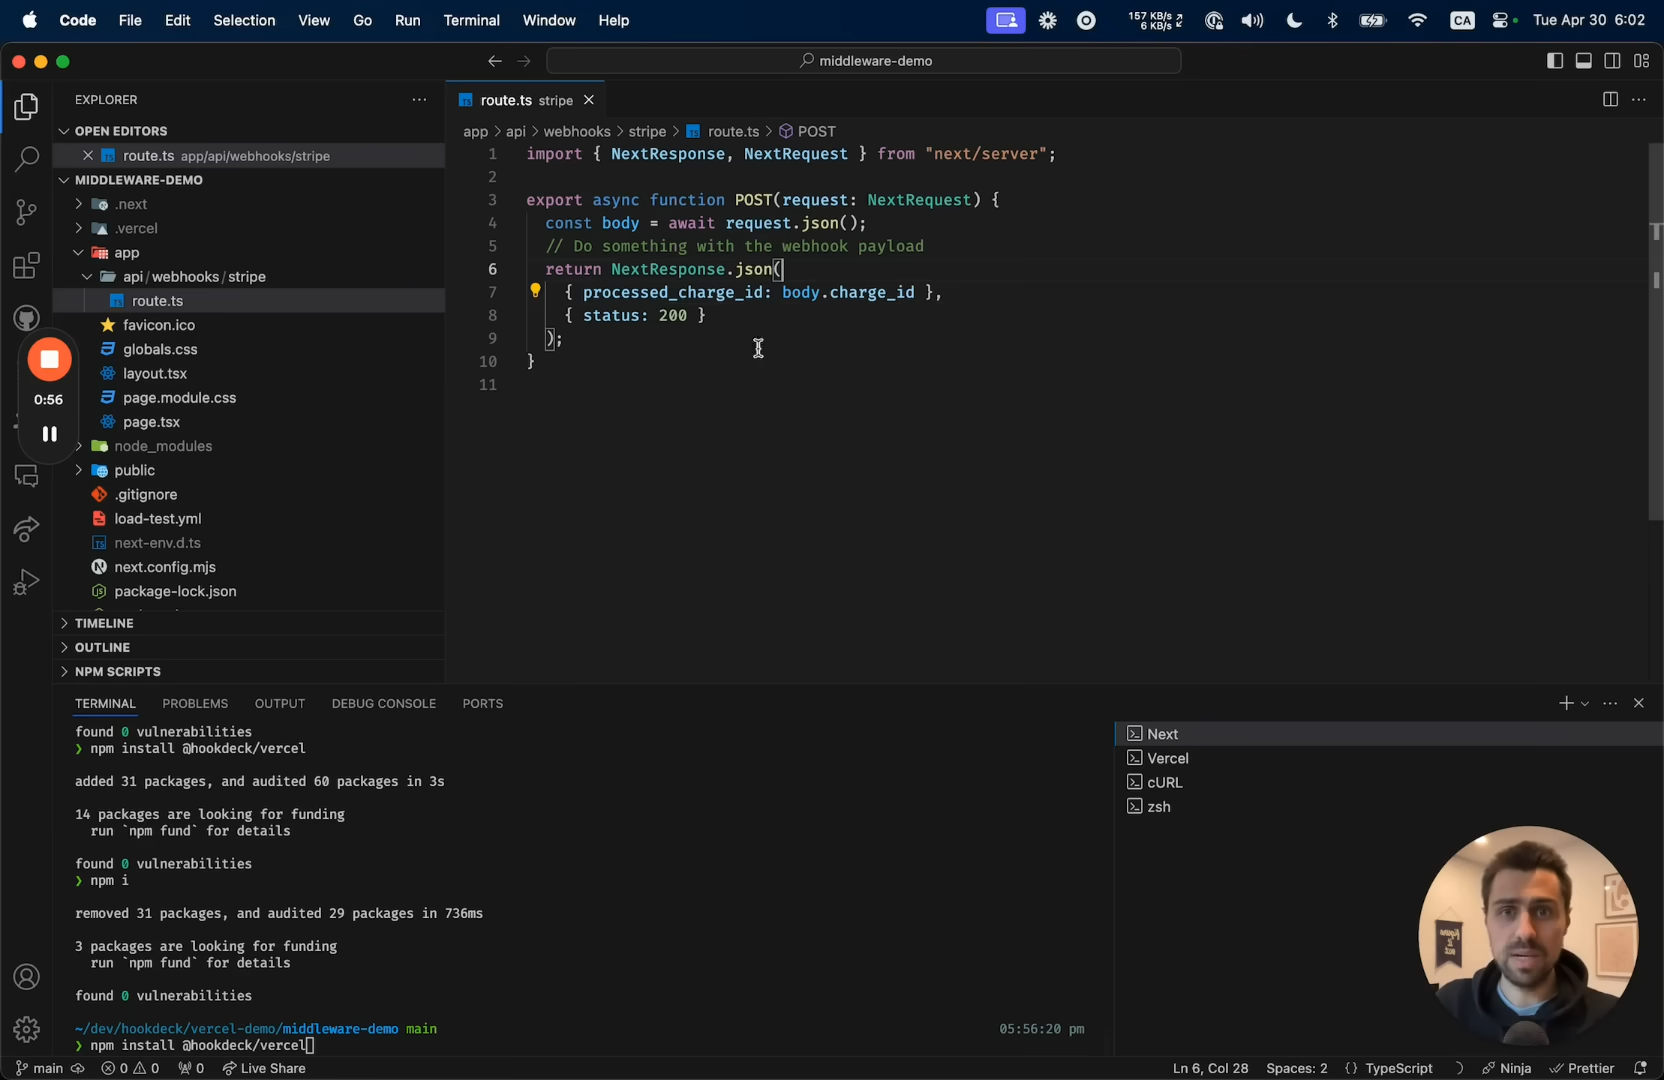 Code File Edit Selection View Go Run Terminal Window Help 157 KB/s 6 KB/s CA Tue Apr 30 6:02
middleware-demo
EXPLORER
OPEN EDITORS
route.ts app/api/webhooks/stripe
MIDDLEWARE-DEMO
.next
.vercel
app
api/webhooks/stripe
route.ts
favicon.ico
globals.css
layout.tsx
page.module.css
page.tsx
node_modules
public
.gitignore
load-test.yml
next-env.d.ts
next.config.mjs
package-lock.json
TIMELINE
OUTLINE
NPM SCRIPTS
0:56
route.ts stripe
app > api > webhooks > stripe > route.ts > POST
1 import { NextResponse, NextRequest } from "next/server";
2
3 export async function POST(request: NextRequest) {
4 const body = await request.json();
5 // Do something with the webhook payload
6 return NextResponse.json(
7 { processed_charge_id: body.charge_id },
8 { status: 200 }
9 );
10 }
11
TERMINAL PROBLEMS OUTPUT DEBUG CONSOLE PORTS
found 0 vulnerabilities
❯ npm install @hookdeck/vercel
added 31 packages, and audited 60 packages in 3s
14 packages are looking for funding
run `npm fund` for details
found 0 vulnerabilities
❯ npm i
removed 31 packages, and audited 29 packages in 736ms
3 packages are looking for funding
run `npm fund` for details
found 0 vulnerabilities
~/dev/hookdeck/vercel-demo/middleware-demo main 05:56:20 pm
❯ npm install @hookdeck/vercel
Next
Vercel
cURL
zsh
main 0 0 0 Live Share Ln 6, Col 28 Spaces: 2 {} TypeScript Ninja Prettier